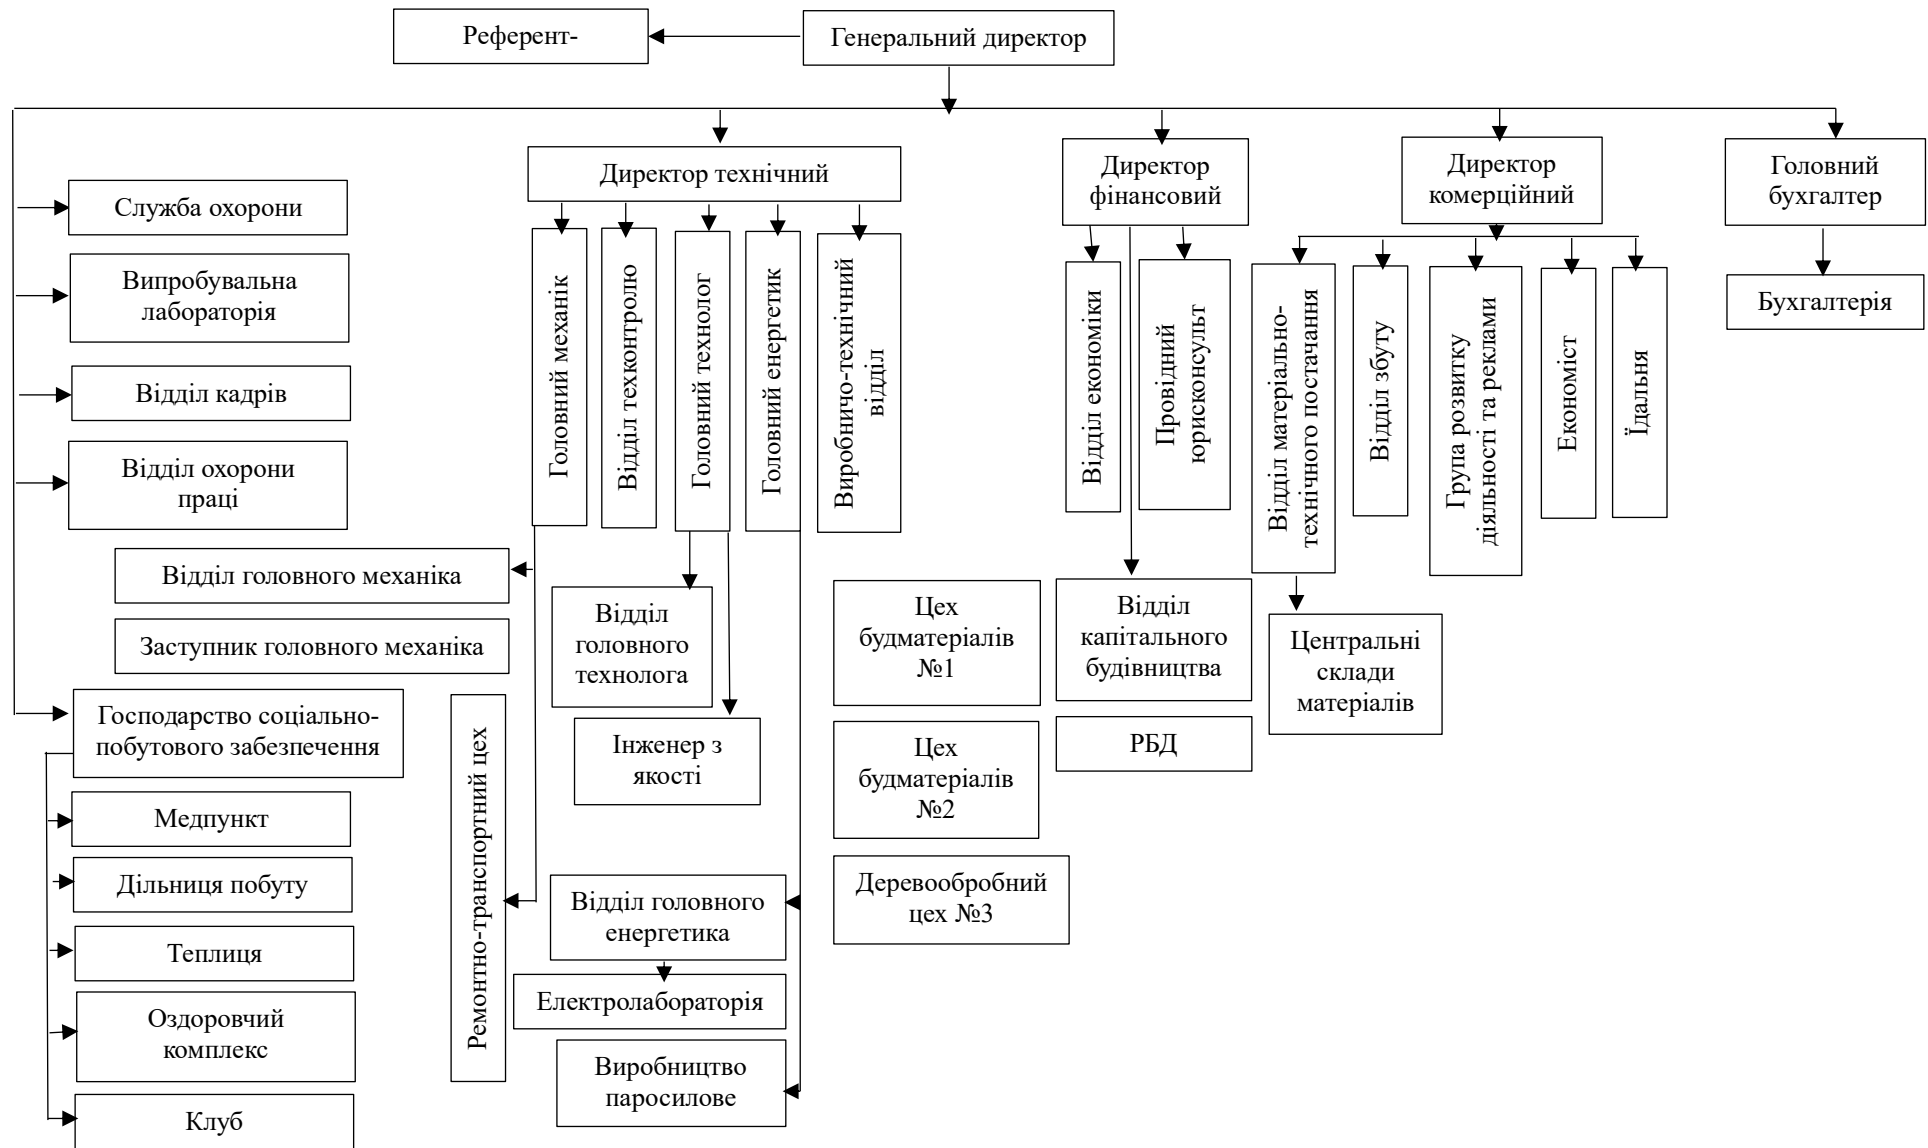 Референт-
Генеральний директор
Директор технічний
Директор
фінансовий
Директор
комерційний
Головний
бухгалтер
Служба охорони
Випробувальна
лабораторія
Відділ кадрів
Відділ охорони
праці
Головний механік
Відділ техконтролю
Головний технолог
Головний енергетик
Виробничо-технічний
відділ
Відділ економіки
Провідний
юрисконсульт
Відділ матеріально-
технічного постачання
Відділ збуту
Група розвитку
діяльності та реклами
Економіст
Їдальня
Бухгалтерія
Відділ головного механіка
Заступник головного механіка
Відділ
головного
технолога
Цех
будматеріалів
№1
Відділ
капітального
будівництва
Центральні
склади
матеріалів
Господарство соціально-
побутового забезпечення
Ремонтно-транспортний цех
Інженер з
якості
Цех
будматеріалів
№2
РБД
Медпункт
Дільниця побуту
Теплиця
Оздоровчий
комплекс
Клуб
Відділ головного
енергетика
Деревообробний
цех №3
Електролабораторія
Виробництво
паросилове